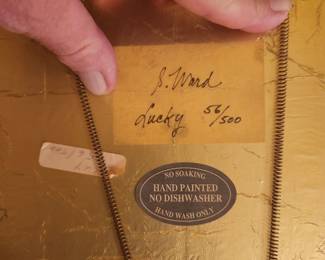 S. Ward
Lucky 56/500
NO SOAKING
HAND PAINTED
NO DISHWASHER
HAND WASH ONLY